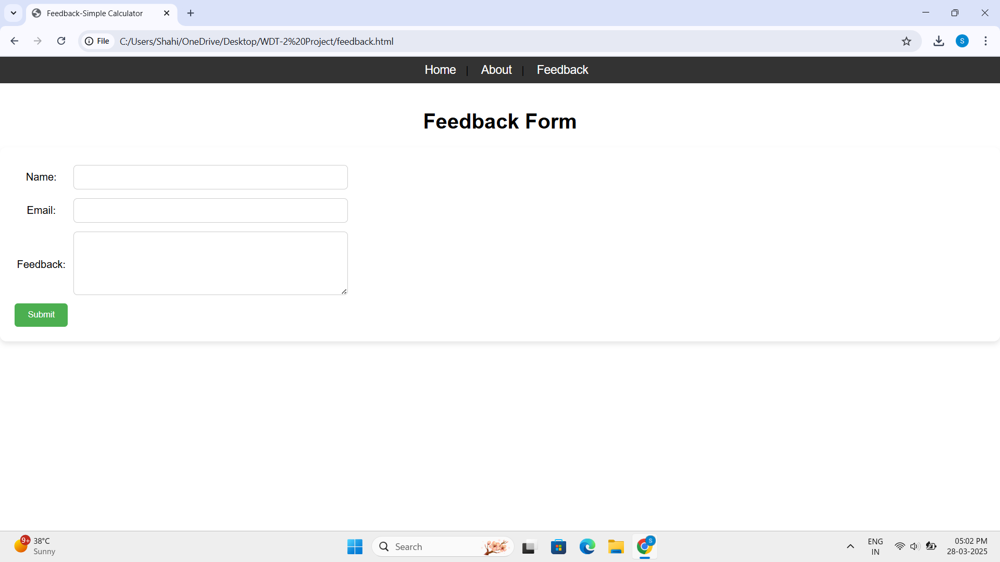 Feedback-Simple Calculator
File C:/Users/Shahi/OneDrive/Desktop/WDT-2%20Project/feedback.html
S
Home | About | Feedback
Feedback Form
Name:
Email:
Feedback:
Submit
9+ 38°C
Sunny
Search
S
ENG
IN
05:02 PM
28-03-2025